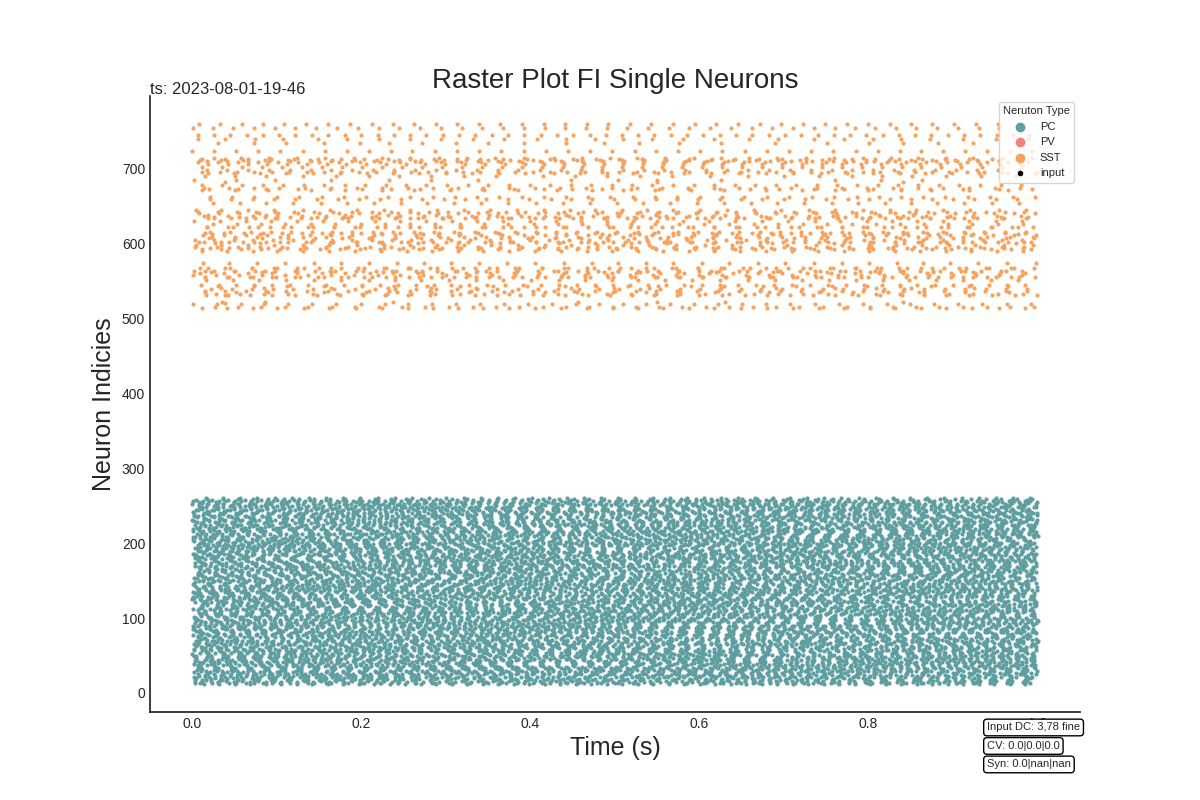 Raster Plot FI Single Neurons
ts: 2023-08-01-19-46
Neruton Type
PC
PV
SST
input
Neuron Indicies
700
600
500
400
300
200
100
0
0.0 0.2 0.4 0.6 0.8
Time (s)
Input DC: 3,78 fine
CV: 0.0|0.0|0.0
Syn: 0.0|nan|nan